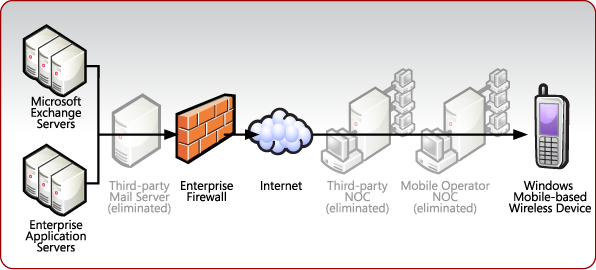 Microsoft
Exchange
Servers
Enterprise
Application
Servers
Third-party
Mail Server
(eliminated)
Enterprise
Firewall
Internet
Third-party
NOC
(eliminated)
Mobile Operator
NOC
(eliminated)
Windows
Mobile-based
Wireless Device